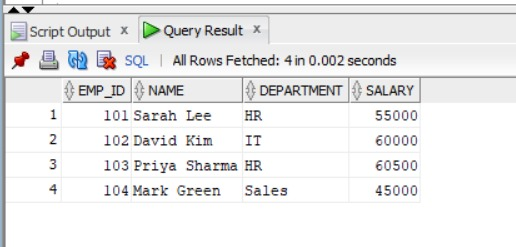 Script Output x Query Result x
SQL | All Rows Fetched: 4 in 0.002 seconds
EMP_ID NAME DEPARTMENT SALARY
1 101 Sarah Lee HR 55000
2 102 David Kim IT 60000
3 103 Priya Sharma HR 60500
4 104 Mark Green Sales 45000